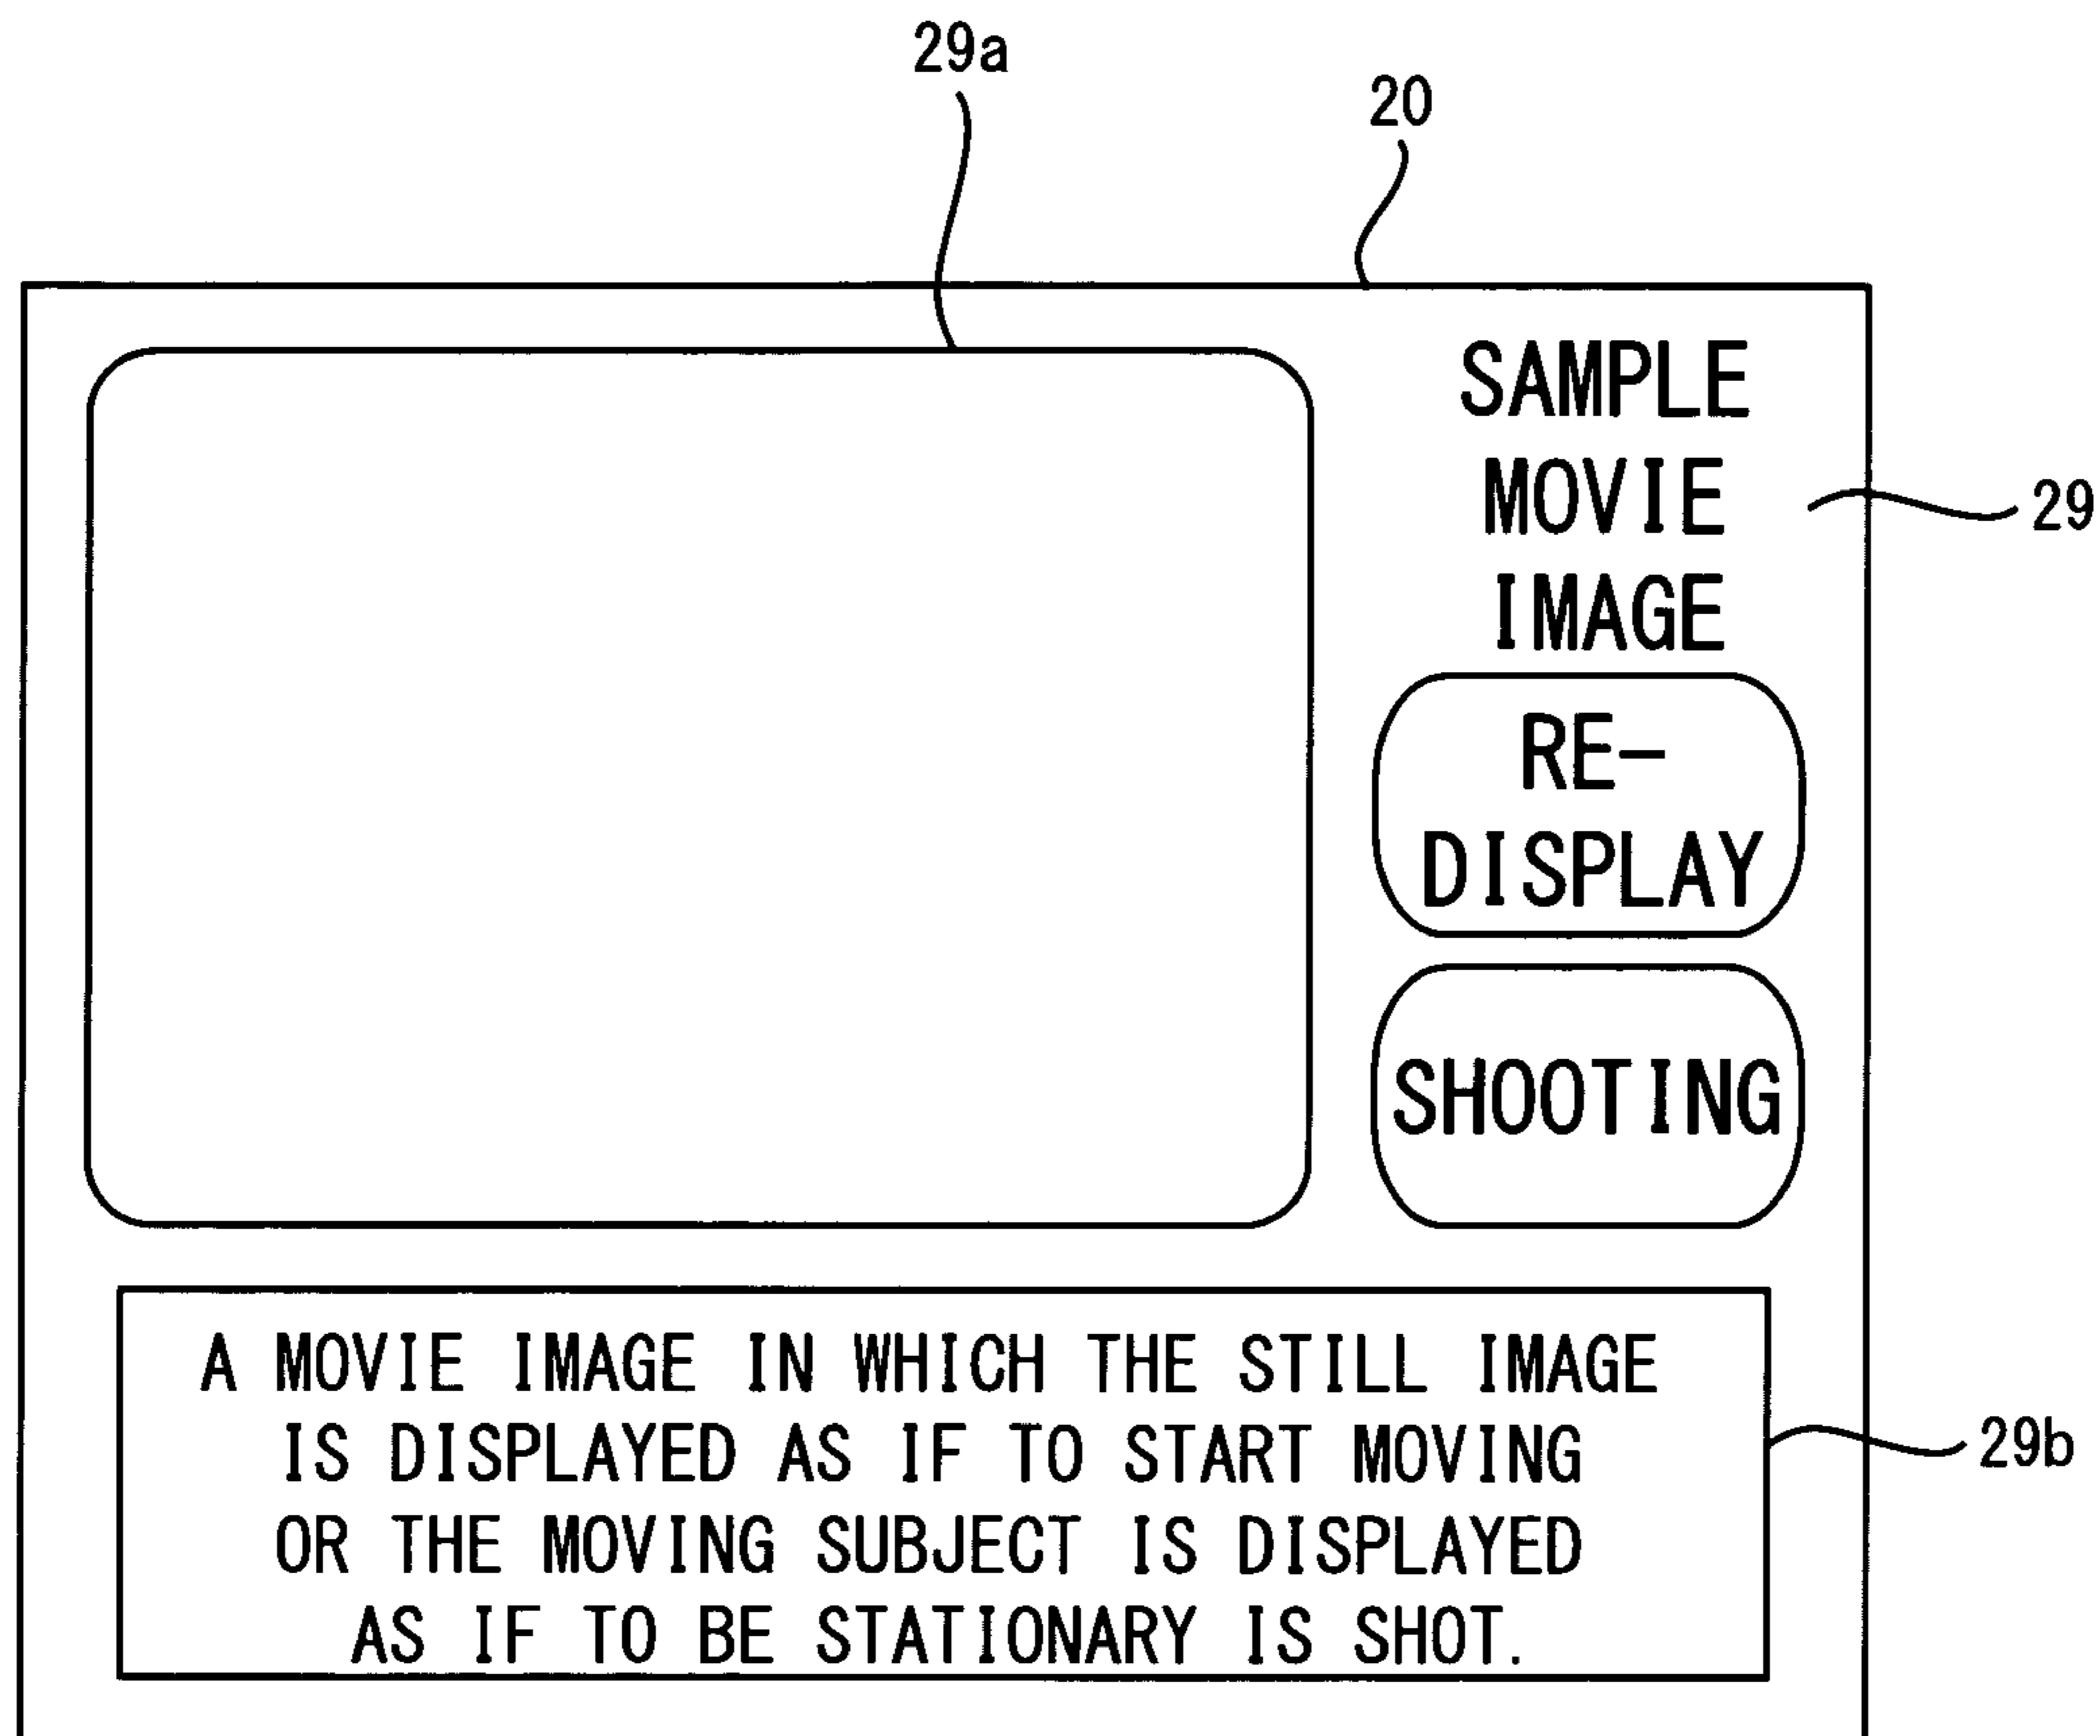 29a
20
SAMPLE
MOVIE
IMAGE
29
RE-
DISPLAY
SHOOTING
A MOVIE IMAGE IN WHICH THE STILL IMAGE
IS DISPLAYED AS IF TO START MOVING
OR THE MOVING SUBJECT IS DISPLAYED
AS IF TO BE STATIONARY IS SHOT.
29b